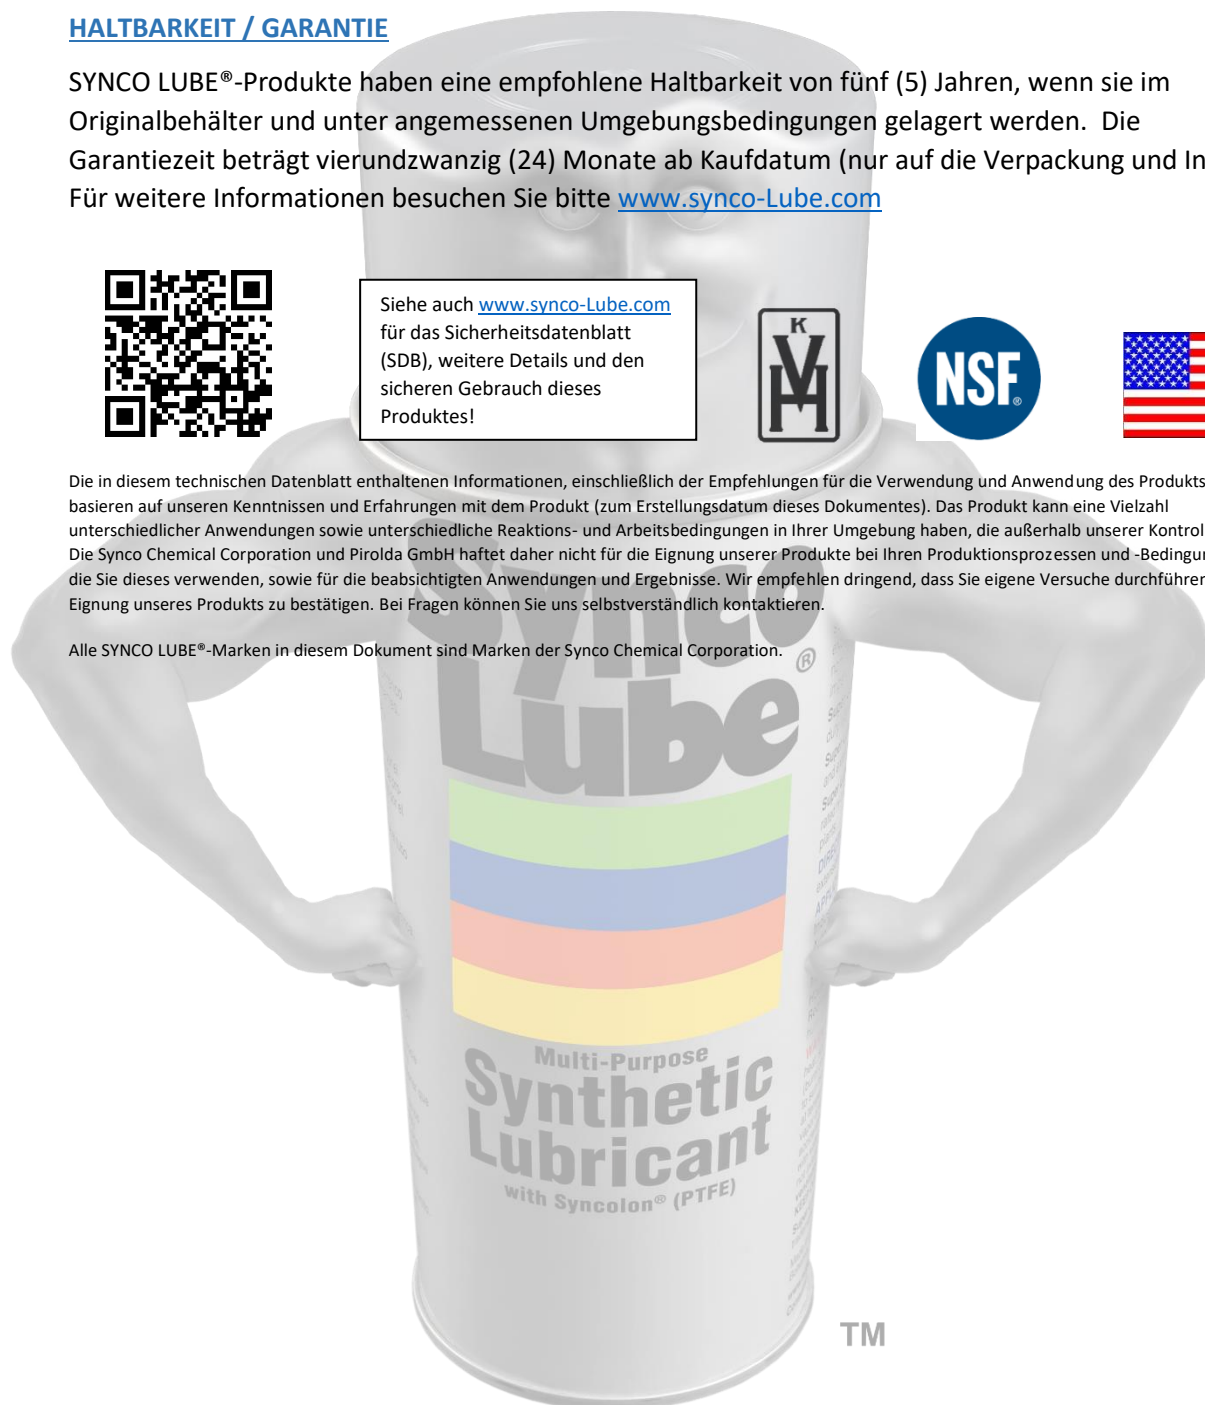 HALTBARKEIT / GARANTIE
SYNCO LUBE®-Produkte haben eine empfohlene Haltbarkeit von fünf (5) Jahren, wenn sie im
Originalbehälter und unter angemessenen Umgebungsbedingungen gelagert werden. Die
Garantiezeit beträgt vierundzwanzig (24) Monate ab Kaufdatum (nur auf die Verpackung und In
Für weitere Informationen besuchen Sie bitte www.synco-Lube.com
Siehe auch www.synco-Lube.com
für das Sicherheitsdatenblatt
(SDB), weitere Details und den
sicheren Gebrauch dieses
Produktes!
K
VH
NSF®
Die in diesem technischen Datenblatt enthaltenen Informationen, einschließlich der Empfehlungen für die Verwendung und Anwendung des Produkts
basieren auf unseren Kenntnissen und Erfahrungen mit dem Produkt (zum Erstellungsdatum dieses Dokumentes). Das Produkt kann eine Vielzahl
unterschiedlicher Anwendungen sowie unterschiedliche Reaktions- und Arbeitsbedingungen in Ihrer Umgebung haben, die außerhalb unserer Kontrol
Die Synco Chemical Corporation und Pirolda GmbH haftet daher nicht für die Eignung unserer Produkte bei Ihren Produktionsprozessen und -Bedingu
die Sie dieses verwenden, sowie für die beabsichtigten Anwendungen und Ergebnisse. Wir empfehlen dringend, dass Sie eigene Versuche durchführen
Eignung unseres Produkts zu bestätigen. Bei Fragen können Sie uns selbstverständlich kontaktieren.
Alle SYNCO LUBE®-Marken in diesem Dokument sind Marken der Synco Chemical Corporation.
Synco
Lube®
Multi-Purpose
Synthetic
Lubricant
with Syncolon® (PTFE)
TM